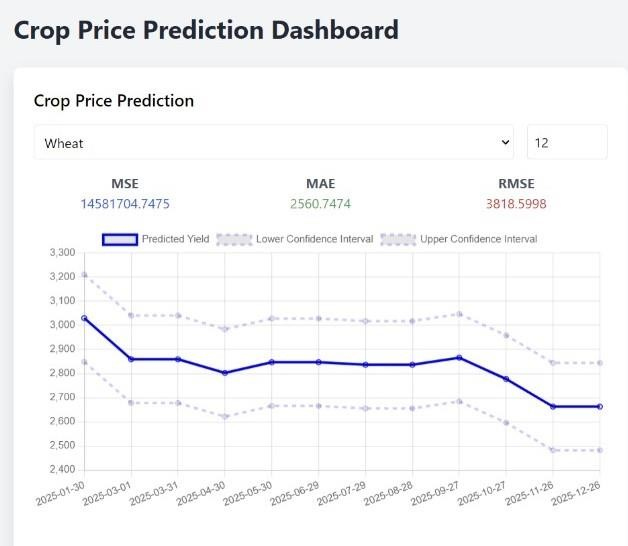 Crop Price Prediction Dashboard
Crop Price Prediction
Wheat 12
MSE MAE RMSE
14581704.7475 2560.7474 3818.5998
Predicted Yield Lower Confidence Interval Upper Confidence Interval
3,300
3,200
3,100
3,000
2,900
2,800
2,700
2,600
2,500
2,400
2025-01-30 2025-03-01 2025-03-31 2025-04-30 2025-05-30 2025-06-29 2025-07-29 2025-08-28 2025-09-27 2025-10-27 2025-11-26 2025-12-26